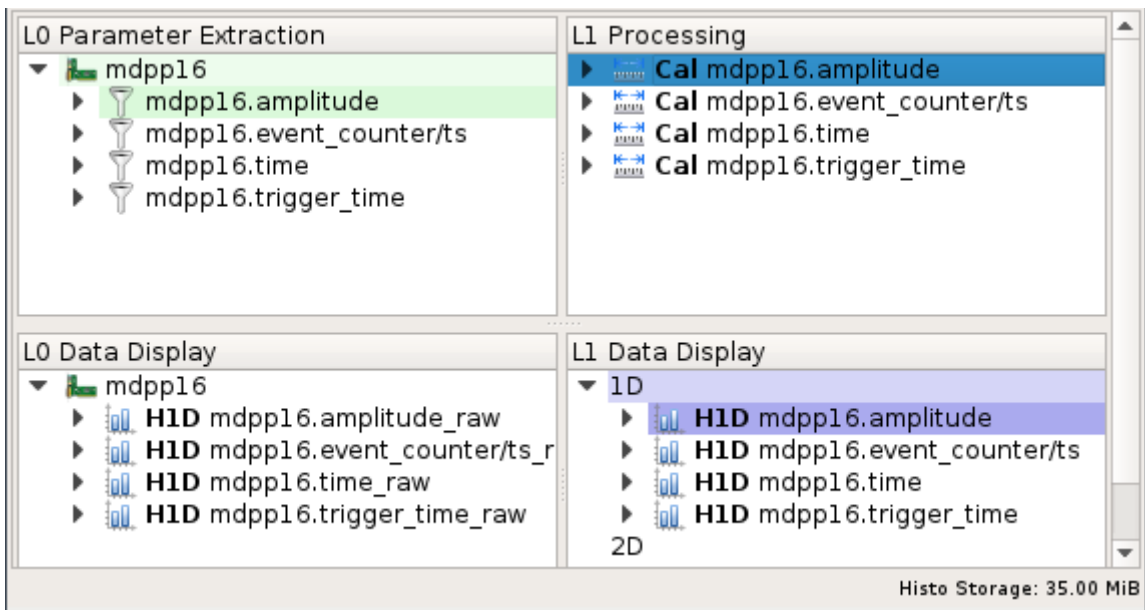 L0 Parameter Extraction
mdpp16
mdpp16.amplitude
mdpp16.event_counter/ts
mdpp16.time
mdpp16.trigger_time
L1 Processing
Cal mdpp16.amplitude
Cal mdpp16.event_counter/ts
Cal mdpp16.time
Cal mdpp16.trigger_time
L0 Data Display
mdpp16
H1D mdpp16.amplitude_raw
H1D mdpp16.event_counter/ts_r
H1D mdpp16.time_raw
H1D mdpp16.trigger_time_raw
L1 Data Display
1D
H1D mdpp16.amplitude
H1D mdpp16.event_counter/ts
H1D mdpp16.time
H1D mdpp16.trigger_time
2D
Histo Storage: 35.00 MiB